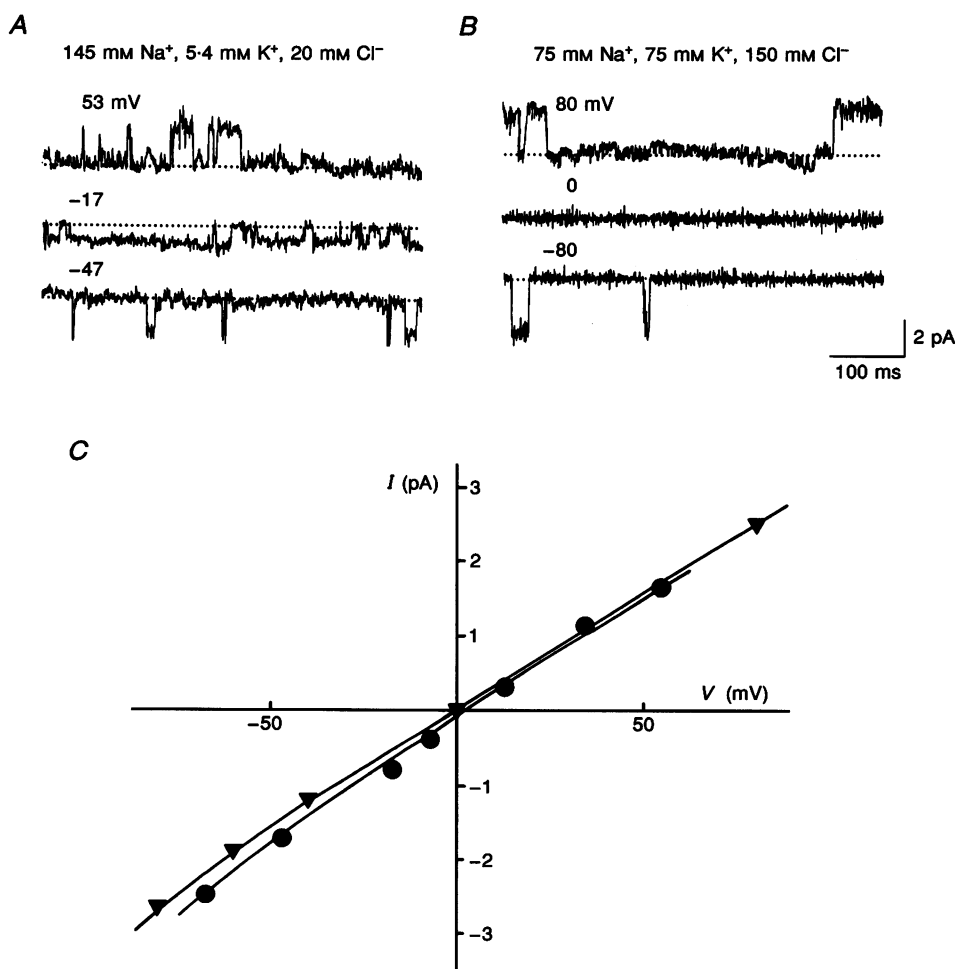 A
145 mM Na⁺, 5·4 mM K⁺, 20 mM Cl⁻
53 mV
−17
−47
B
75 mM Na⁺, 75 mM K⁺, 150 mM Cl⁻
80 mV
0
−80
2 pA
100 ms
C
I (pA)
3
2
1
V (mV)
−50
50
−1
−2
−3